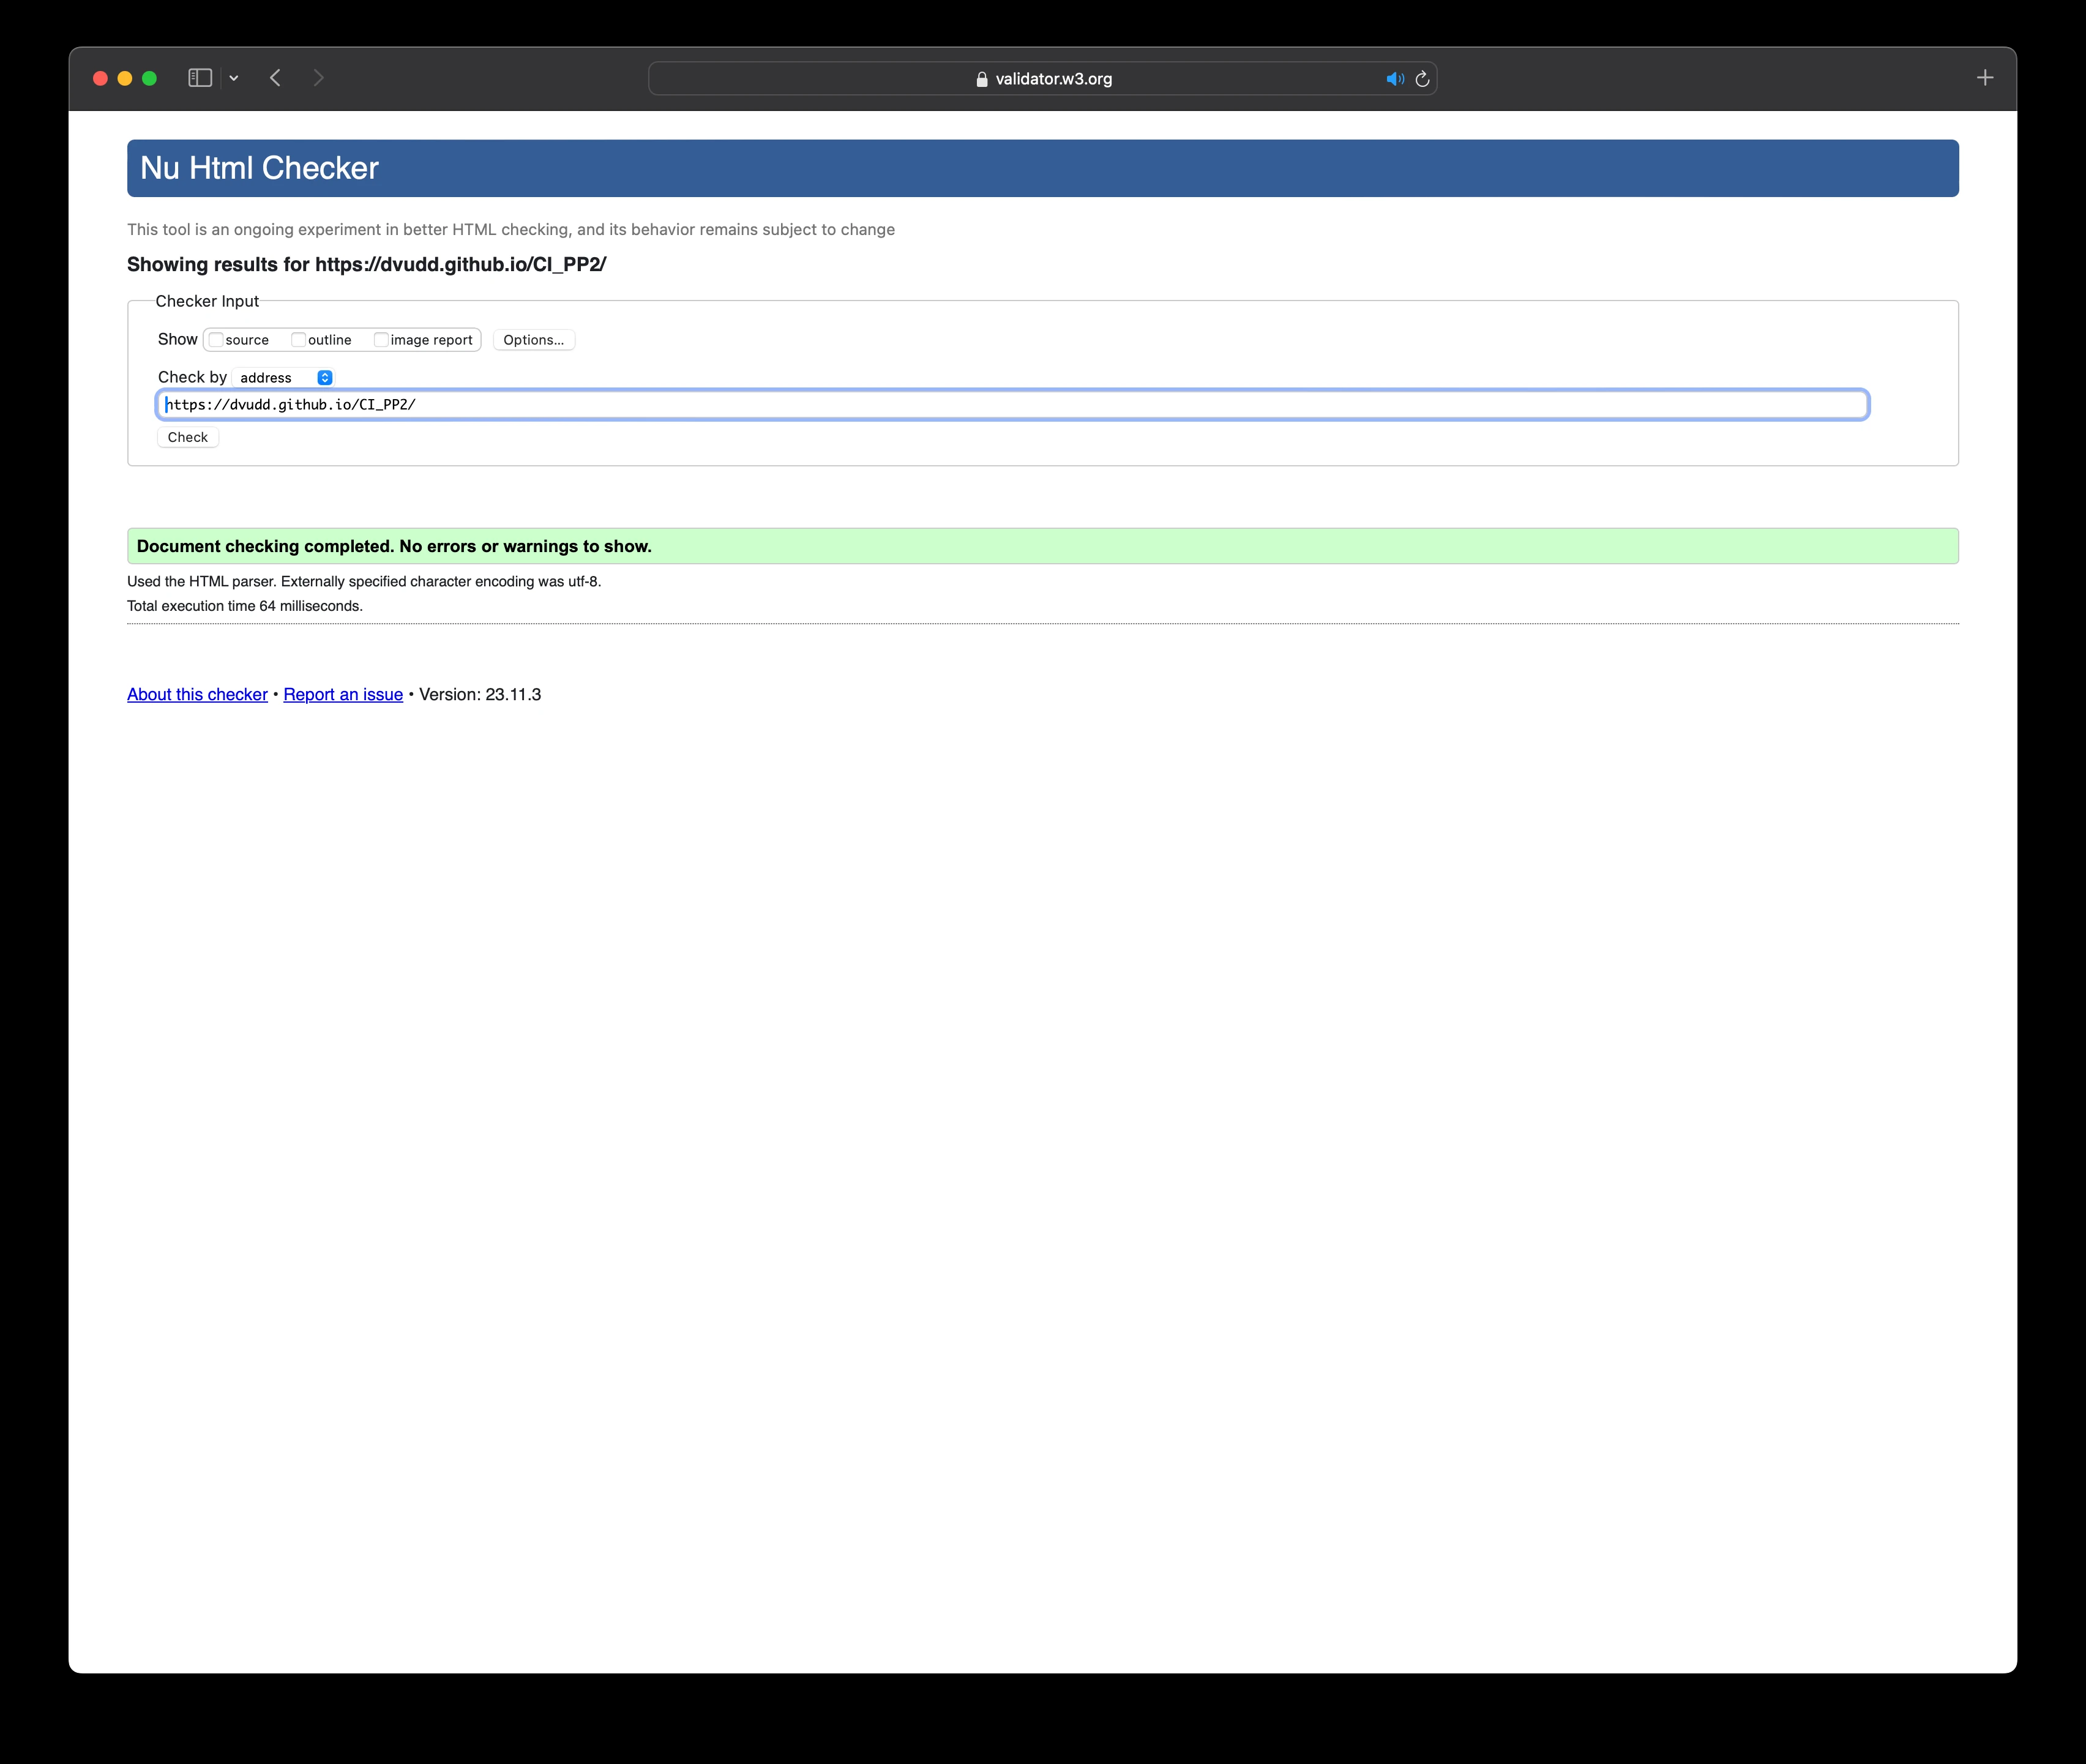 validator.w3.org
Nu Html Checker
This tool is an ongoing experiment in better HTML checking, and its behavior remains subject to change
Showing results for https://dvudd.github.io/CI_PP2/
Checker Input
Show source outline image report Options...
Check by address
https://dvudd.github.io/CI_PP2/
Check
Document checking completed. No errors or warnings to show.
Used the HTML parser. Externally specified character encoding was utf-8.
Total execution time 64 milliseconds.
About this checker • Report an issue • Version: 23.11.3